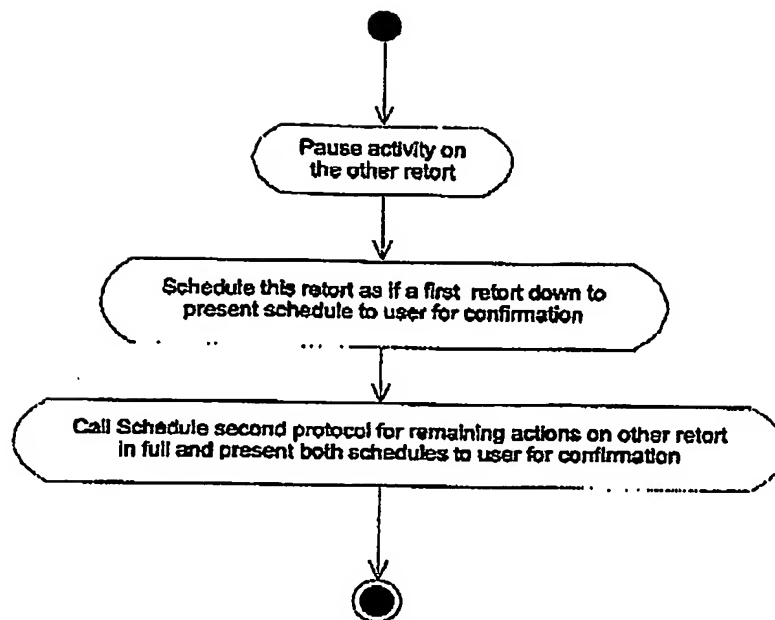 Pause activity on
the other retort
Schedule this retort as if a first retort down to
present schedule to user for confirmation
Call Schedule second protocol for remaining actions on other retort
in full and present both schedules to user for confirmation